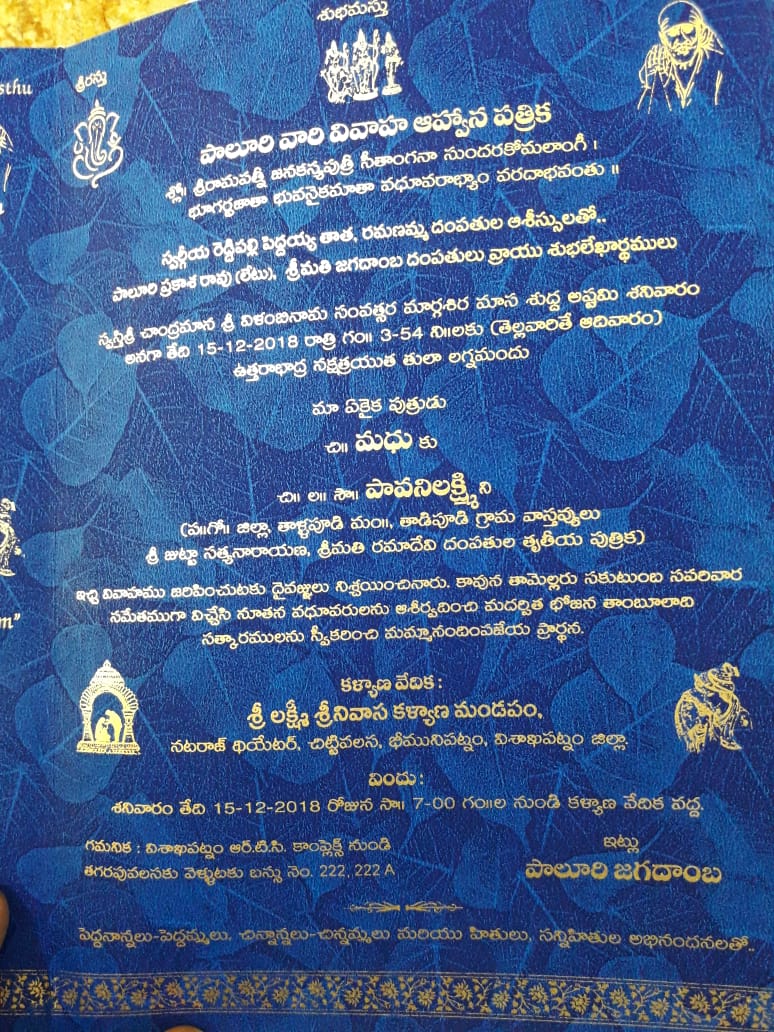 sthu
m"
శుభమస్తు
శ్రీరస్తు
పాలూరి వారి వివాహ ఆహ్వాన పత్రిక
శ్లో॥ శ్రీరామపత్నీ జనకస్యపుత్రీ సీతాంగనా సుందరకోమలాంగీ ।
భూగర్భజాతా భువనైకమాతా వధూవరాభ్యాం వరదాభవంతు ॥
స్వర్గీయ రెడ్డిపల్లి పెద్దయ్య తాత, రమణమ్మ దంపతుల ఆశీస్సులతో..
పాలూరి ప్రకాశ రావు (లేటు), శ్రీమతి జగదాంబ దంపతులు వ్రాయు శుభలేఖార్థములు
స్వస్తిశ్రీ చాంద్రమాన శ్రీ విళంబినామ సంవత్సర మార్గశిర మాస శుద్ధ అష్టమి శనివారం
అనగా తేది 15-12-2018 రాత్రి గం॥ 3-54 ని॥లకు (తెల్లవారితే ఆదివారం)
ఉత్తరాభాద్ర నక్షత్రయుత తులా లగ్నమందు
మా ఏకైక పుత్రుడు
చి॥ మధు కు
చి॥ ల॥ సౌ॥ పావనిలక్ష్మి ని
(ప॥గో॥ జిల్లా, తాళ్ళపూడి మం॥, తాడిపూడి గ్రామ వాస్తవ్యులు
శ్రీ జుట్టా సత్యనారాయణ, శ్రీమతి రమాదేవి దంపతుల తృతీయ పుత్రిక)
ఇచ్చి వివాహము జరిపించుటకు దైవజ్ఞులు నిశ్చయించినారు. కావున తామెల్లరు సకుటుంబ సపరివార
సమేతముగా విచ్చేసి నూతన వధూవరులను ఆశీర్వదించి మదర్పిత భోజన తాంబూలాది
సత్కారములను స్వీకరించి మమ్మానందింపజేయ ప్రార్థన.
కళ్యాణ వేదిక :
శ్రీ లక్ష్మీ శ్రీనివాస కళ్యాణ మండపం,
నటరాజ్ థియేటర్, చిట్టివలస, భీమునిపట్నం, విశాఖపట్నం జిల్లా
విందు :
శనివారం తేది 15-12-2018 రోజున సా॥ 7-00 గం॥ల నుండి కళ్యాణ వేదిక వద్ద.
గమనిక : విశాఖపట్నం ఆర్.టి.సి. కాంప్లెక్స్ నుండి
తగరపువలసకు వెళ్ళుటకు బస్సు నెం. 222, 222 A
ఇట్లు
పాలూరి జగదాంబ
పెద్దనాన్నలు-పెద్దమ్మలు, చిన్నాన్నలు-చిన్నమ్మలు మరియు హితులు, సన్నిహితుల అభినందనలతో..